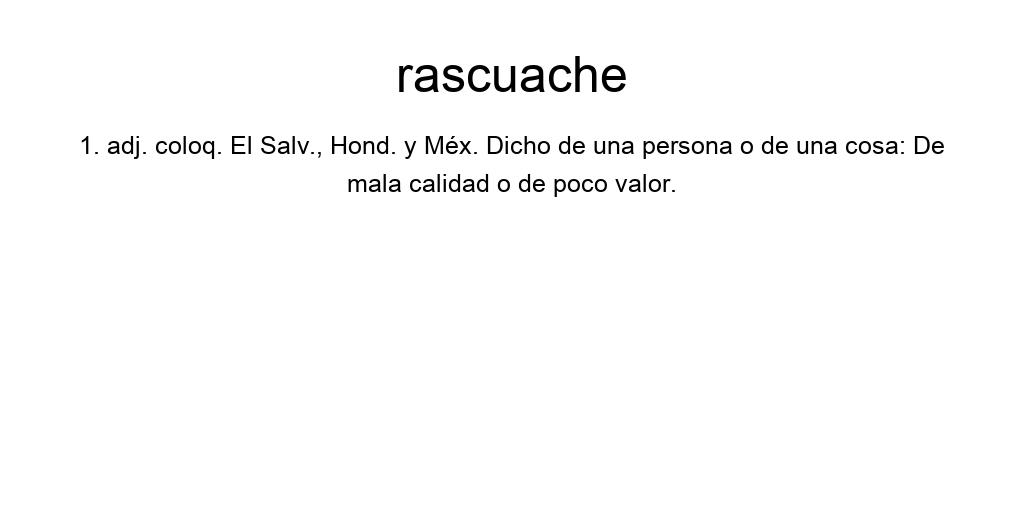 rascuache
1. adj. coloq. El Salv., Hond. y Méx. Dicho de una persona o de una cosa: De
mala calidad o de poco valor.